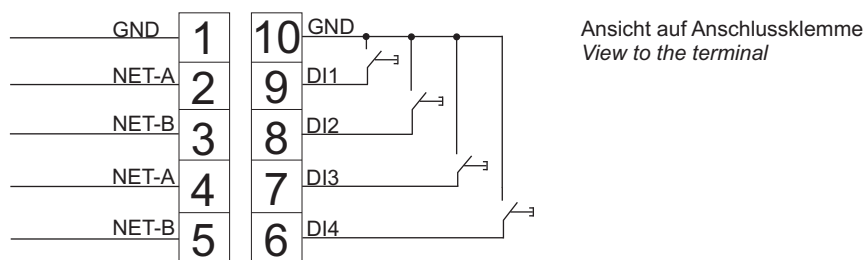 GND 1 10 GND
NET-A 2 9 DI1
NET-B 3 8 DI2
NET-A 4 7 DI3
NET-B 5 6 DI4
Ansicht auf Anschlussklemme
View to the terminal